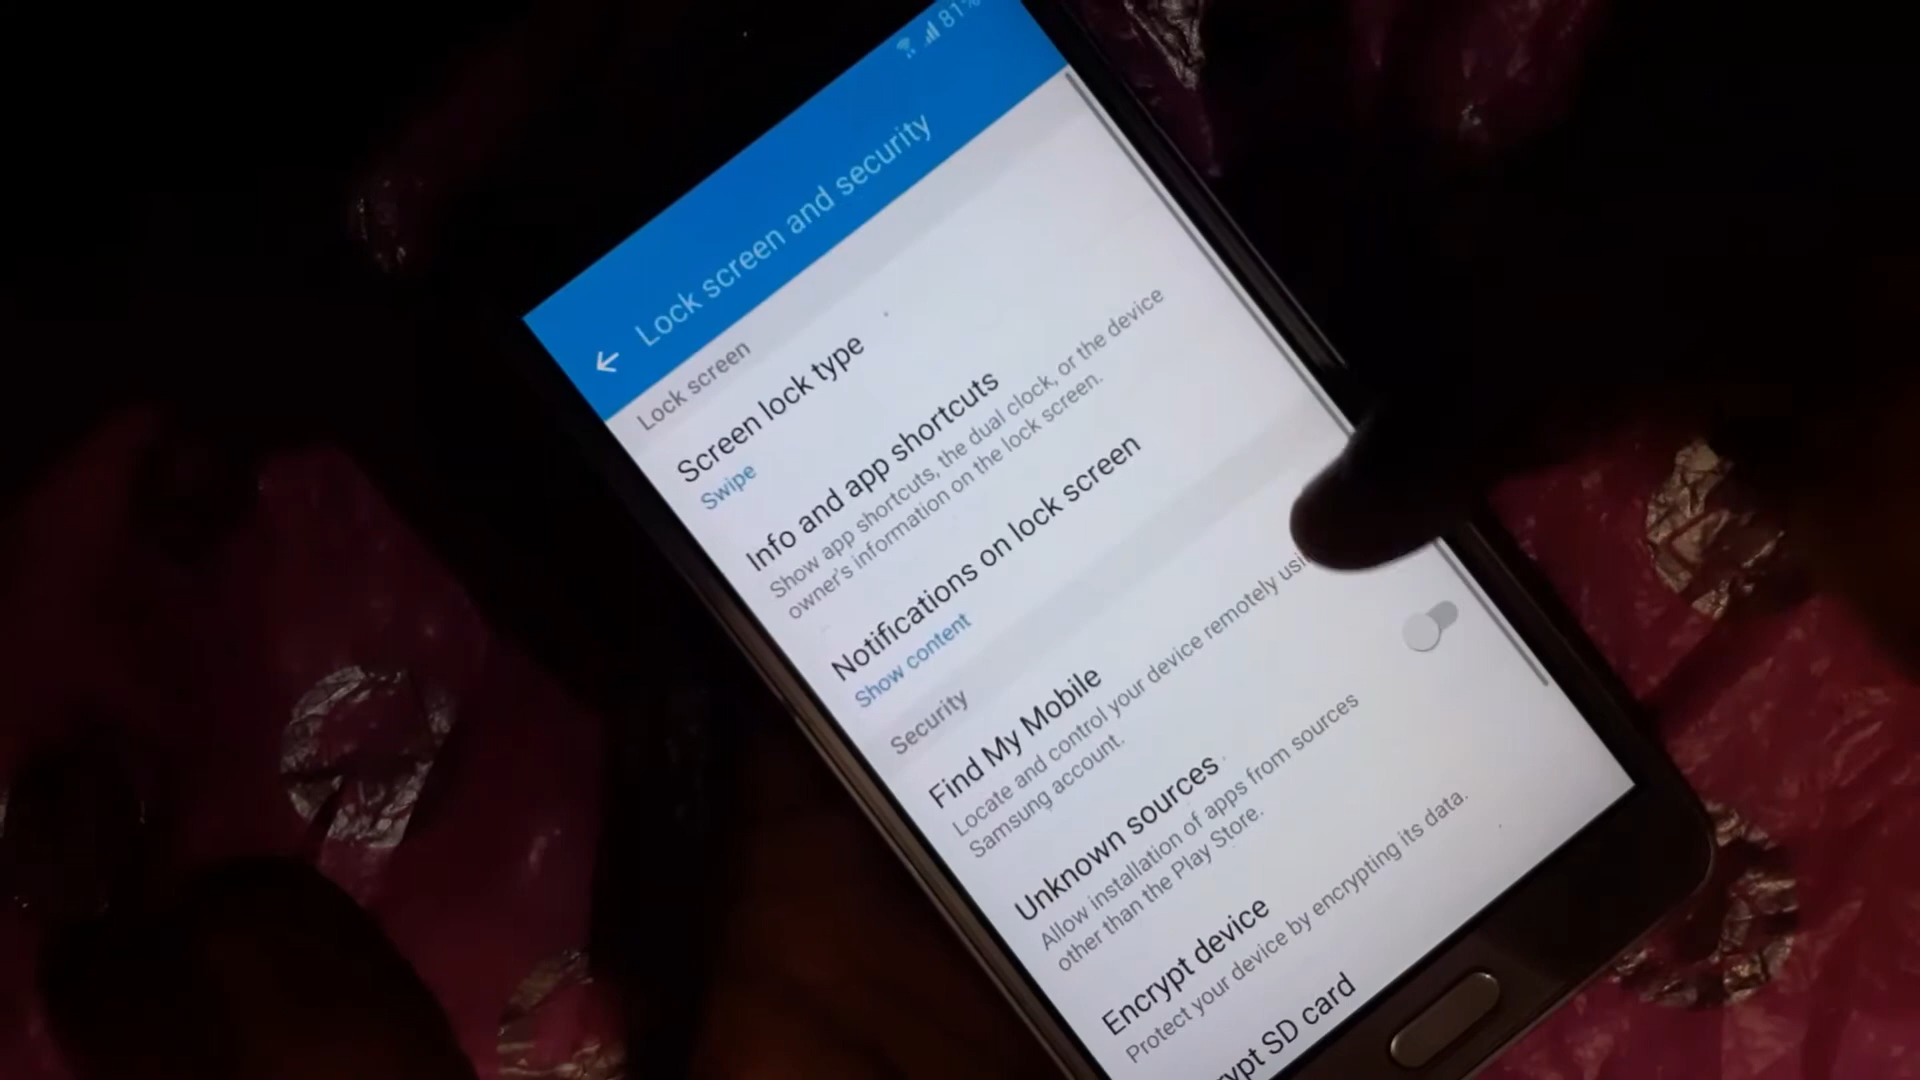 81%
Lock screen and security
Lock screen
Screen lock type
Swipe
Info and app shortcuts
Show app shortcuts, the dual clock, or the device
owner's information on the lock screen.
Notifications on lock screen
Show content
Security
Find My Mobile
Locate and control your device remotely
Samsung account.
Unknown sources
Allow installation of apps from sources
other than the Play Store.
Encrypt device
Protect your device by encrypting its data.
SD card